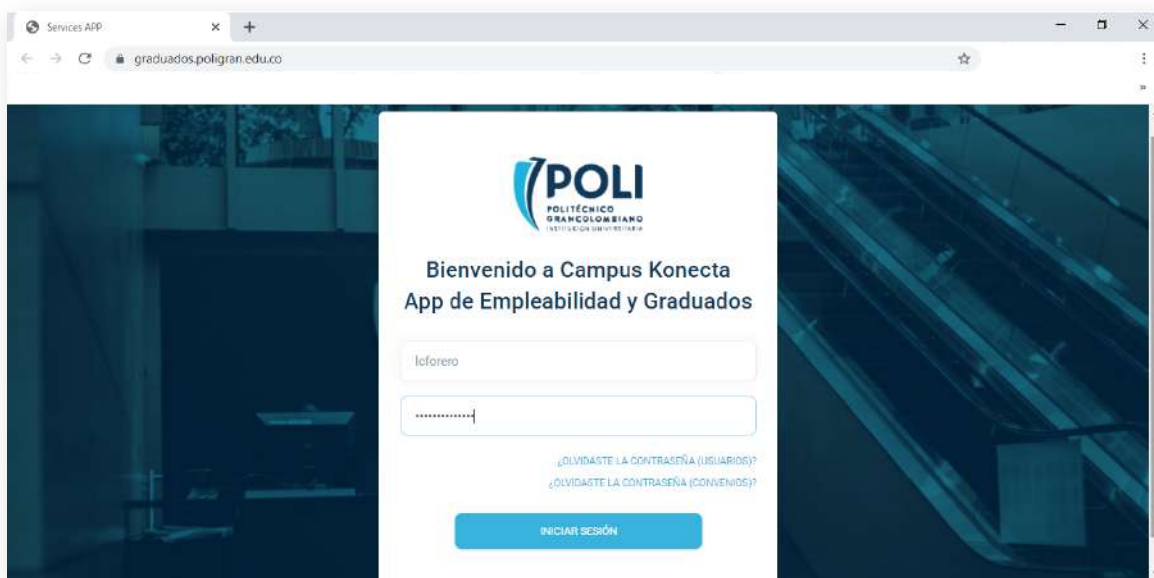 Services APP
graduados.poligran.edu.co
»
POLI
POLITÉCNICO
GRANCOLOMBIANO
INSTITUCIÓN UNIVERSITARIA
Bienvenido a Campus Konecta
App de Empleabilidad y Graduados
lcforero
••••••••••••••
¿OLVIDASTE LA CONTRASEÑA (USUARIOS)?
¿OLVIDASTE LA CONTRASEÑA (CONVENIOS)?
INICIAR SESIÓN